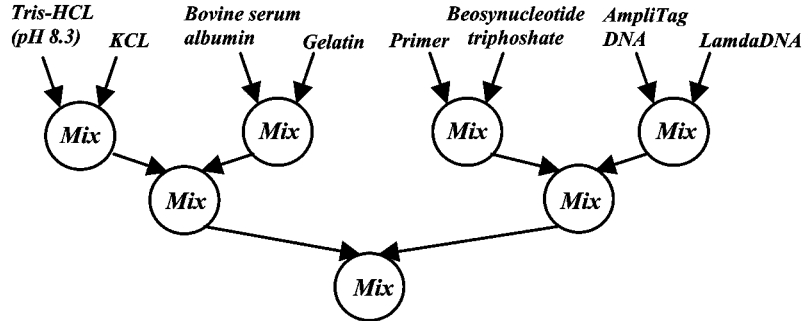 Tris-HCL
(pH 8.3)
KCL
Bovine serum
albumin
Gelatin
Primer
Beosynucleotide
triphoshate
AmpliTag
DNA
LamdaDNA
Mix
Mix
Mix
Mix
Mix
Mix
Mix